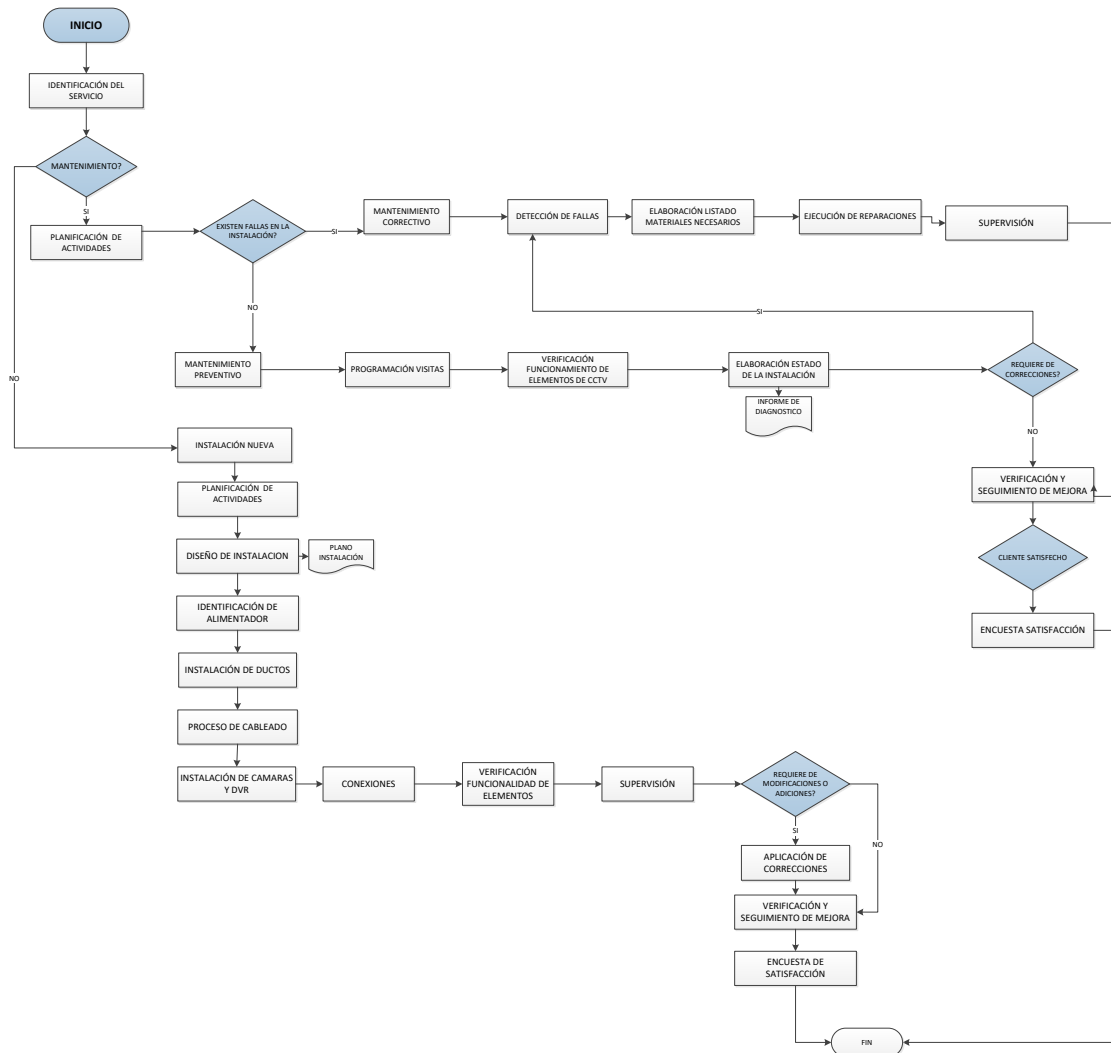 INICIO
IDENTIFICACIÓN DEL
SERVICIO
MANTENIMIENTO?
SI
PLANIFICACIÓN DE
ACTIVIDADES
EXISTEN FALLAS EN LA
INSTALACIÓN?
SI
MANTENIMIENTO
CORRECTIVO
DETECCIÓN DE FALLAS
ELABORACIÓN LISTADO
MATERIALES NECESARIOS
EJECUCIÓN DE REPARACIONES
SUPERVISIÓN
NO
SI
MANTENIMIENTO
PREVENTIVO
PROGRAMACIÓN VISITAS
VERIFICACIÓN
FUNCIONAMIENTO DE
ELEMENTOS DE CCTV
ELABORACIÓN ESTADO
DE LA INSTALACIÓN
INFORME DE
DIAGNOSTICO
REQUIERE DE
CORRECCIONES?
NO
NO
VERIFICACIÓN Y
SEGUIMIENTO DE MEJORA
CLIENTE SATISFECHO
ENCUESTA SATISFACCIÓN
INSTALACIÓN NUEVA
PLANIFICACIÓN DE
ACTIVIDADES
DISEÑO DE INSTALACION
PLANO
INSTALACIÓN
IDENTIFICACIÓN DE
ALIMENTADOR
INSTALACIÓN DE DUCTOS
PROCESO DE CABLEADO
INSTALACIÓN DE CAMARAS
Y DVR
CONEXIONES
VERIFICACIÓN
FUNCIONALIDAD DE
ELEMENTOS
SUPERVISIÓN
REQUIERE DE
MODIFICACIONES O
ADICIONES?
SI
NO
APLICACIÓN DE
CORRECCIONES
VERIFICACIÓN Y
SEGUIMIENTO DE MEJORA
ENCUESTA DE
SATISFACCIÓN
FIN